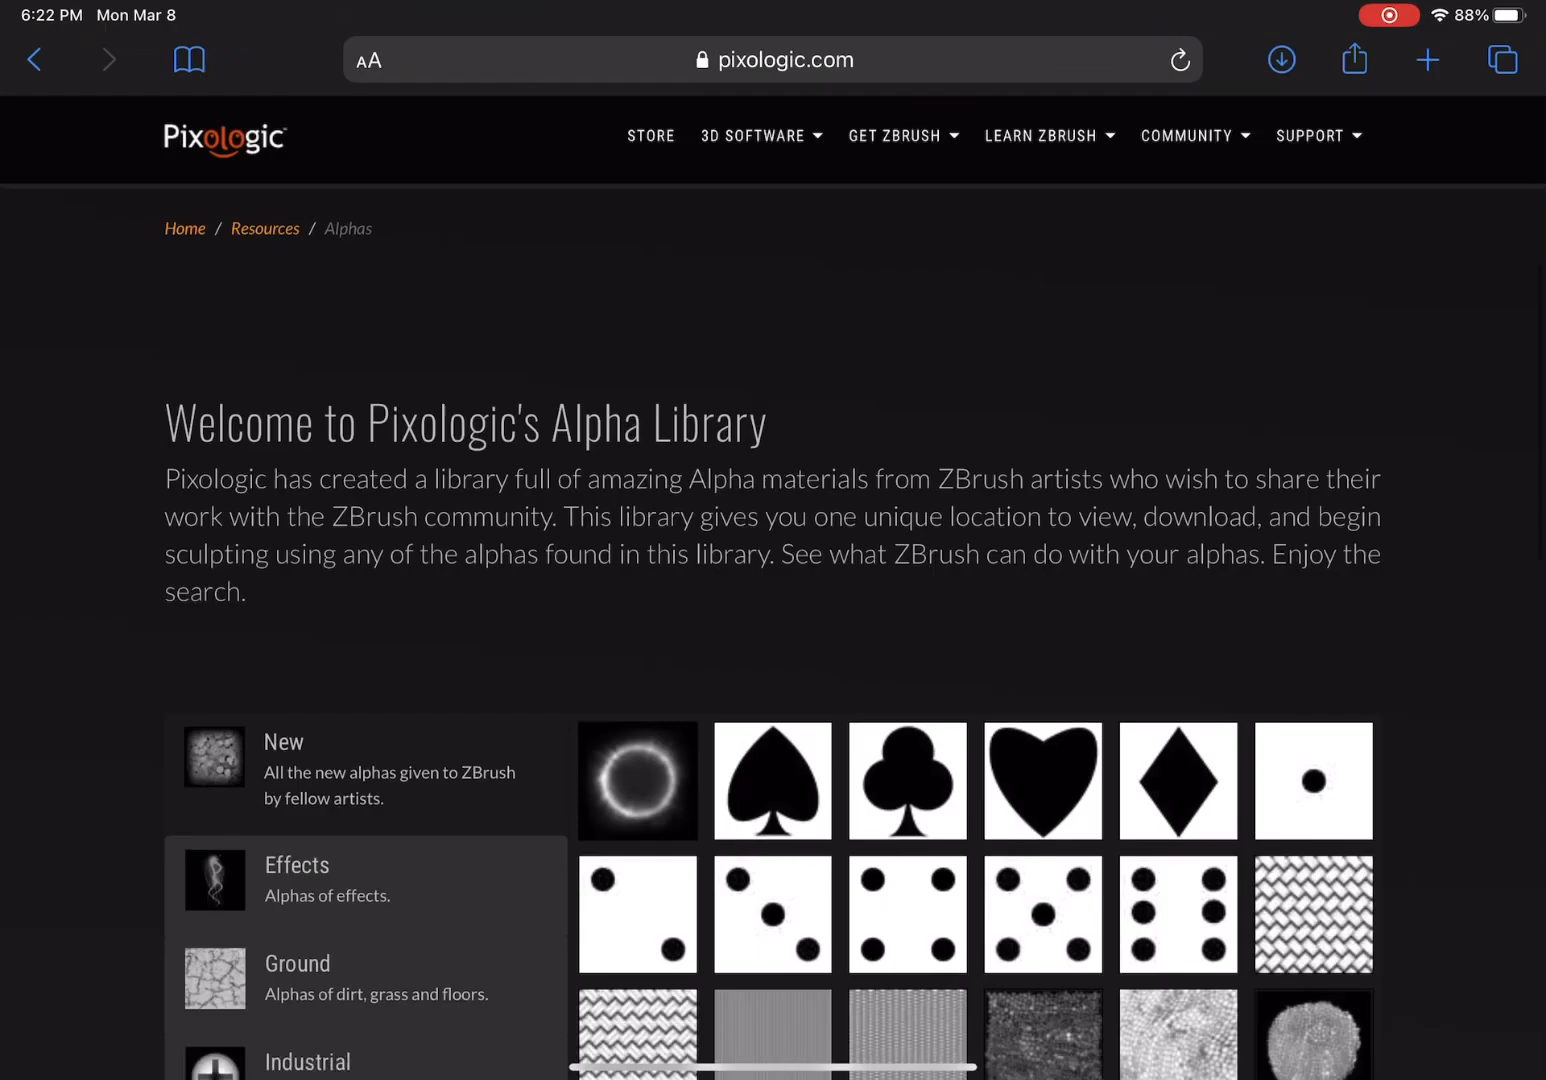 6:22 PM Mon Mar 8
88%
AA
pixologic.com
Pixologic
STORE
3D SOFTWARE
GET ZBRUSH
LEARN ZBRUSH
COMMUNITY
SUPPORT
Home / Resources / Alphas
Welcome to Pixologic's Alpha Library
Pixologic has created a library full of amazing Alpha materials from ZBrush artists who wish to share their
work with the ZBrush community. This library gives you one unique location to view, download, and begin
sculpting using any of the alphas found in this library. See what ZBrush can do with your alphas. Enjoy the
search.
New
All the new alphas given to ZBrush
by fellow artists.
Effects
Alphas of effects.
Ground
Alphas of dirt, grass and floors.
Industrial